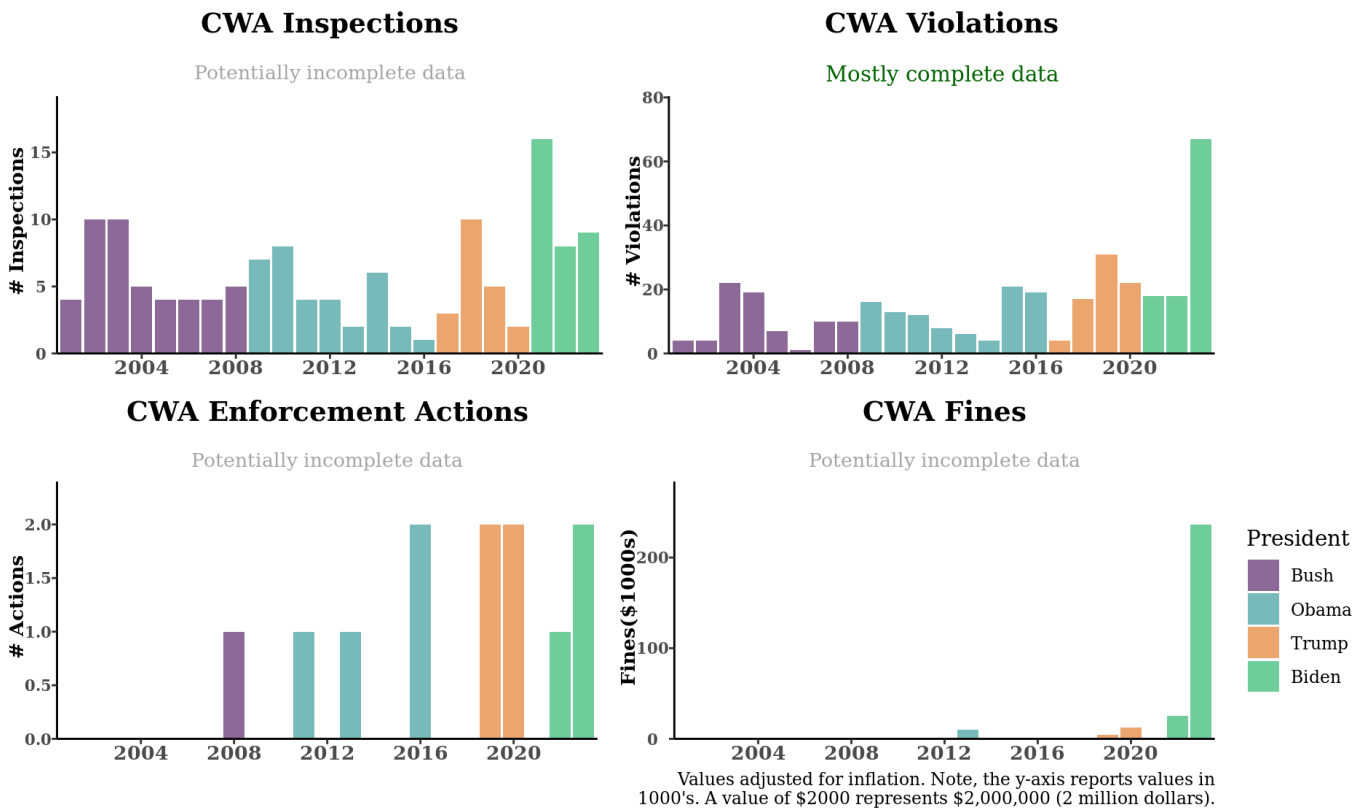 CWA Inspections
Potentially incomplete data
# Inspections
15
10
5
0
2004 2008 2012 2016 2020
CWA Violations
Mostly complete data
# Violations
80
60
40
20
0
2004 2008 2012 2016 2020
CWA Enforcement Actions
Potentially incomplete data
# Actions
2.0
1.5
1.0
0.5
0.0
2004 2008 2012 2016 2020
CWA Fines
Potentially incomplete data
Fines($1000s)
200
100
0
2004 2008 2012 2016 2020
President
Bush
Obama
Trump
Biden
Values adjusted for inflation. Note, the y-axis reports values in
1000's. A value of $2000 represents $2,000,000 (2 million dollars).